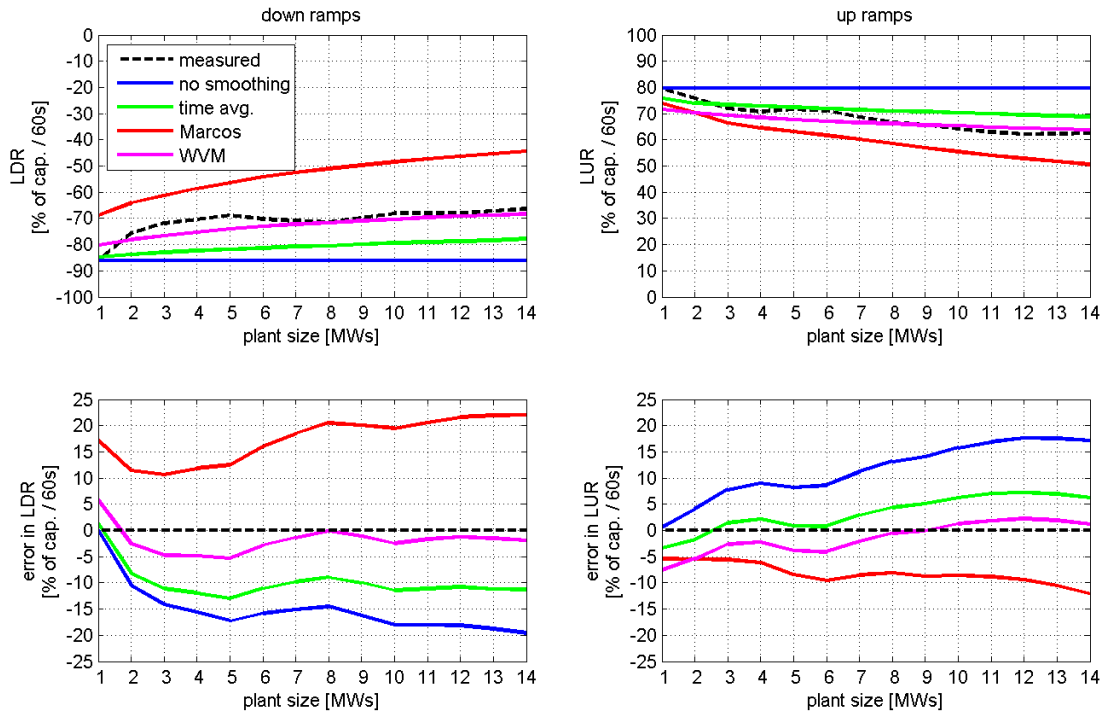 down ramps
0
-10
-20
-30
-40
-50
-60
-70
-80
-90
-100
LDR
[% of cap. / 60s]
measured
no smoothing
time avg.
Marcos
WVM
1 2 3 4 5 6 7 8 9 10 11 12 13 14
plant size [MWs]
up ramps
100
90
80
70
60
50
40
30
20
10
0
LUR
[% of cap. / 60s]
1 2 3 4 5 6 7 8 9 10 11 12 13 14
plant size [MWs]
25
20
15
10
5
0
-5
-10
-15
-20
-25
error in LDR
[% of cap. / 60s]
1 2 3 4 5 6 7 8 9 10 11 12 13 14
plant size [MWs]
25
20
15
10
5
0
-5
-10
-15
-20
-25
error in LUR
[% of cap. / 60s]
1 2 3 4 5 6 7 8 9 10 11 12 13 14
plant size [MWs]